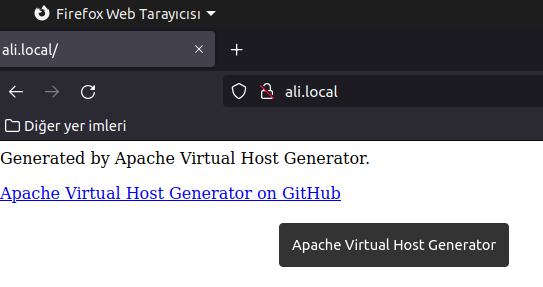 Firefox Web Tarayıcısı
ali.local/
ali.local
Diğer yer imleri
Generated by Apache Virtual Host Generator.
Apache Virtual Host Generator on GitHub
Apache Virtual Host Generator